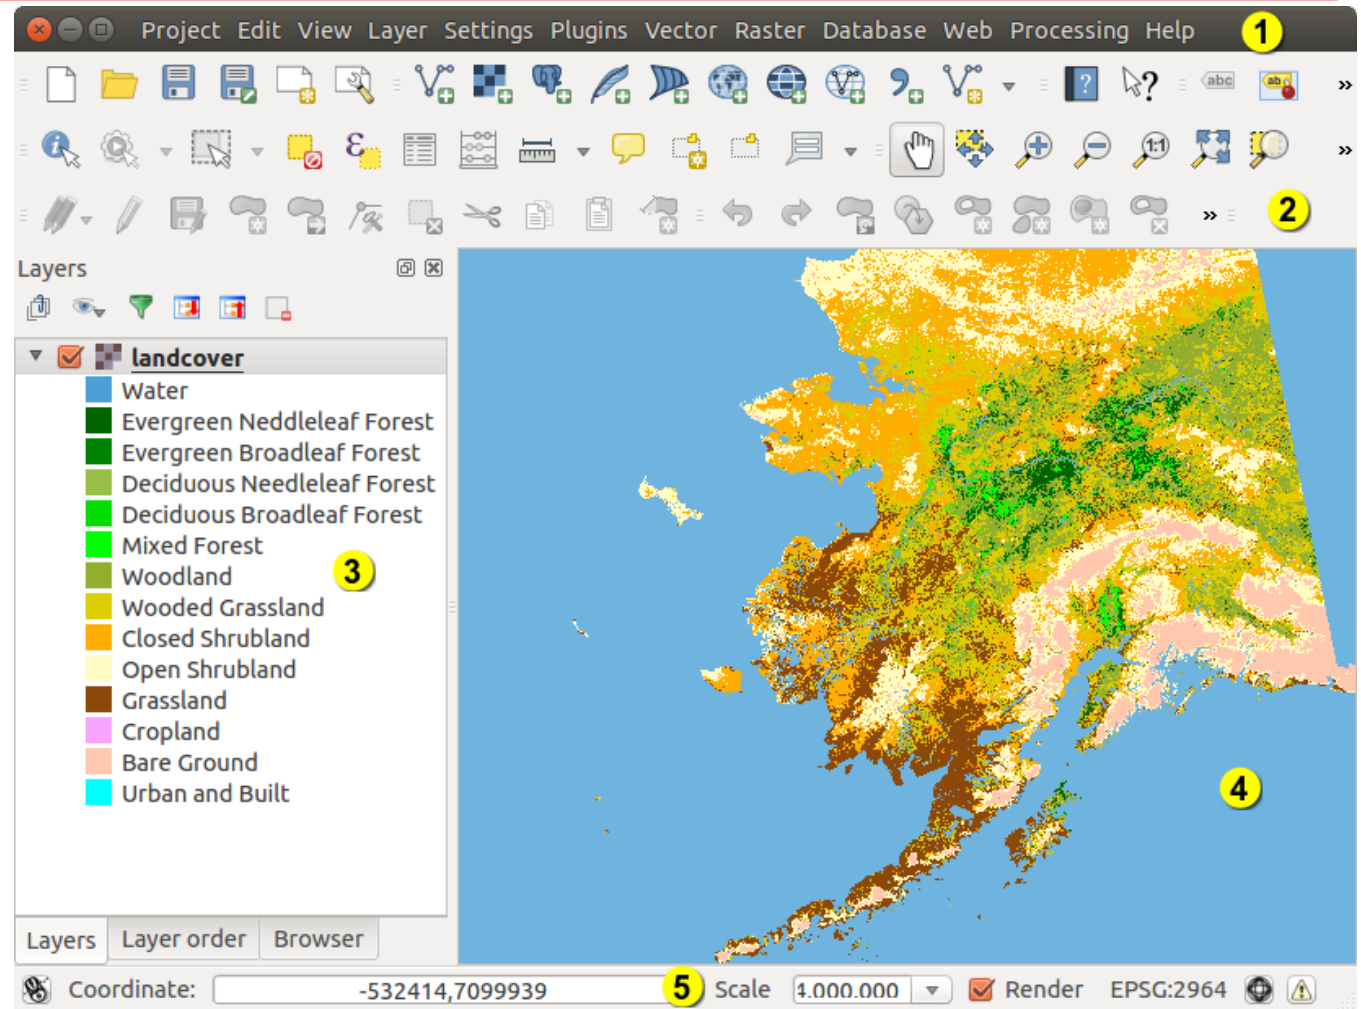 Project Edit View Layer Settings Plugins Vector Raster Database Web Processing Help 1
? ? abc ab »
1:1 »
» 2
Layers
landcover
Water
Evergreen Neddleleaf Forest
Evergreen Broadleaf Forest
Deciduous Needleleaf Forest
Deciduous Broadleaf Forest
Mixed Forest
3
Woodland
Wooded Grassland
Closed Shrubland
Open Shrubland
Grassland
Cropland
Bare Ground
Urban and Built
4
Layers Layer order Browser
Coordinate: -532414,7099939 5 Scale .000.000 Render EPSG:2964